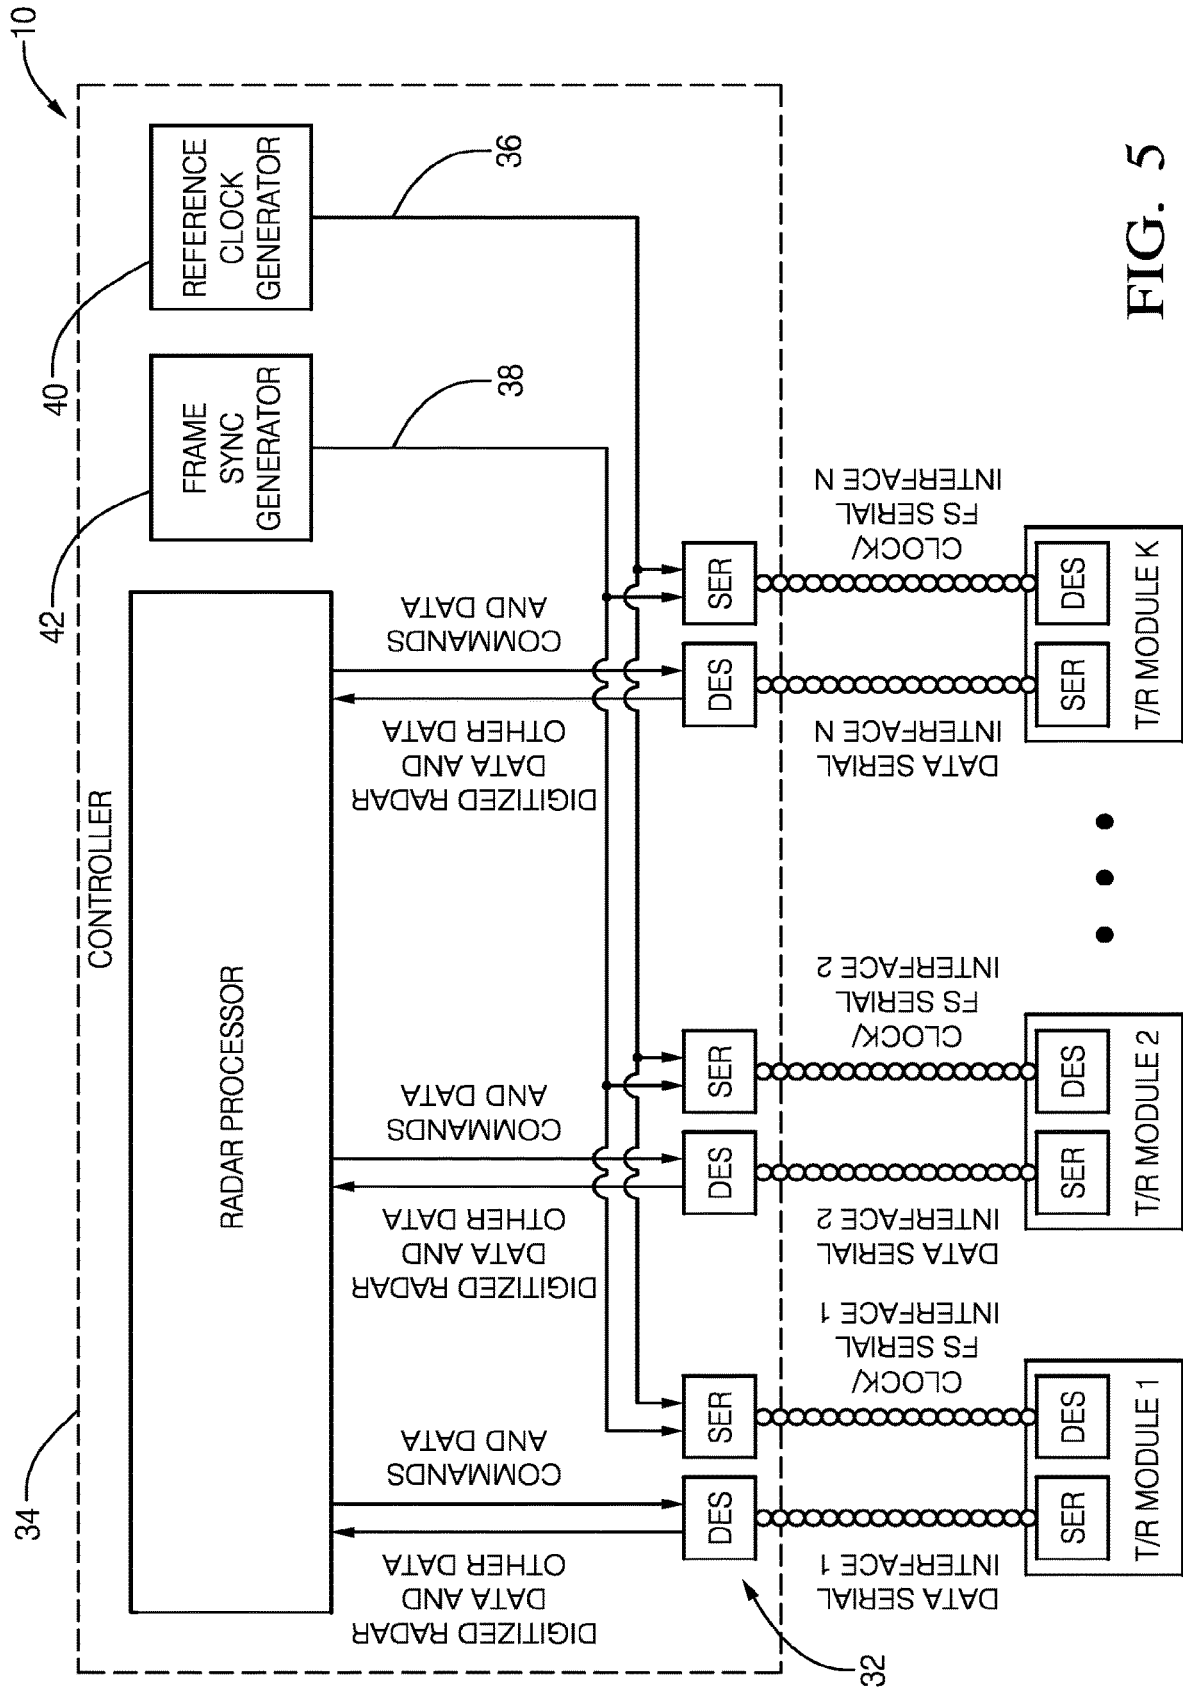 10
34
CONTROLLER
RADAR PROCESSOR
42
FRAME
SYNC
GENERATOR
40
REFERENCE
CLOCK
GENERATOR
38
36
DIGITIZED RADAR
DATA AND
OTHER DATA
COMMANDS
AND DATA
DIGITIZED RADAR
DATA AND
OTHER DATA
COMMANDS
AND DATA
DIGITIZED RADAR
DATA AND
OTHER DATA
COMMANDS
AND DATA
32
DES
SER
DES
SER
DES
SER
DATA SERIAL
INTERFACE 1
CLOCK/
FS SERIAL
INTERFACE 1
DATA SERIAL
INTERFACE 2
CLOCK/
FS SERIAL
INTERFACE 2
DATA SERIAL
INTERFACE N
CLOCK/
FS SERIAL
INTERFACE N
SER
DES
T/R MODULE 1
SER
DES
T/R MODULE 2
SER
DES
T/R MODULE K
FIG. 5